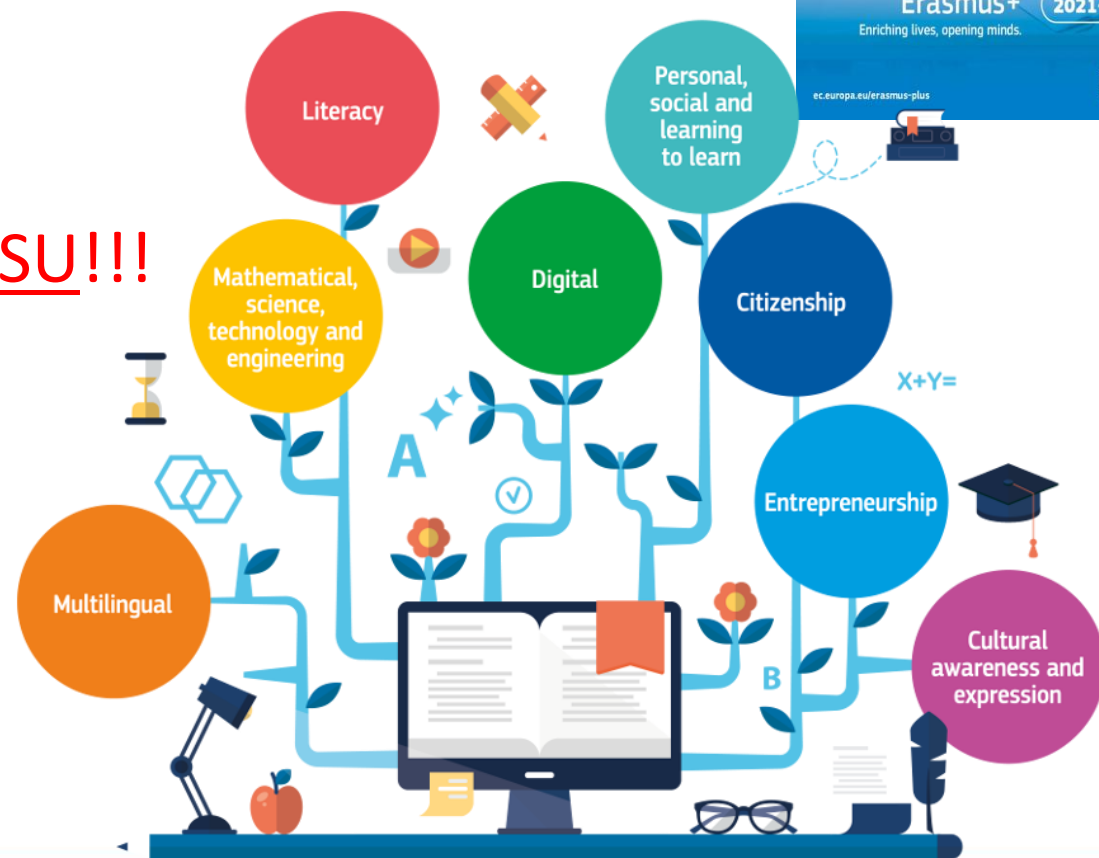 Erasmus+
2021-
Enriching lives, opening minds.
ec.europa.eu/erasmus-plus
Literacy
Personal,
social and
learning
to learn
SU!!!
Mathematical,
science,
technology and
engineering
Digital
Citizenship
X+Y=
A
Entrepreneurship
Multilingual
Cultural
awareness and
expression
B